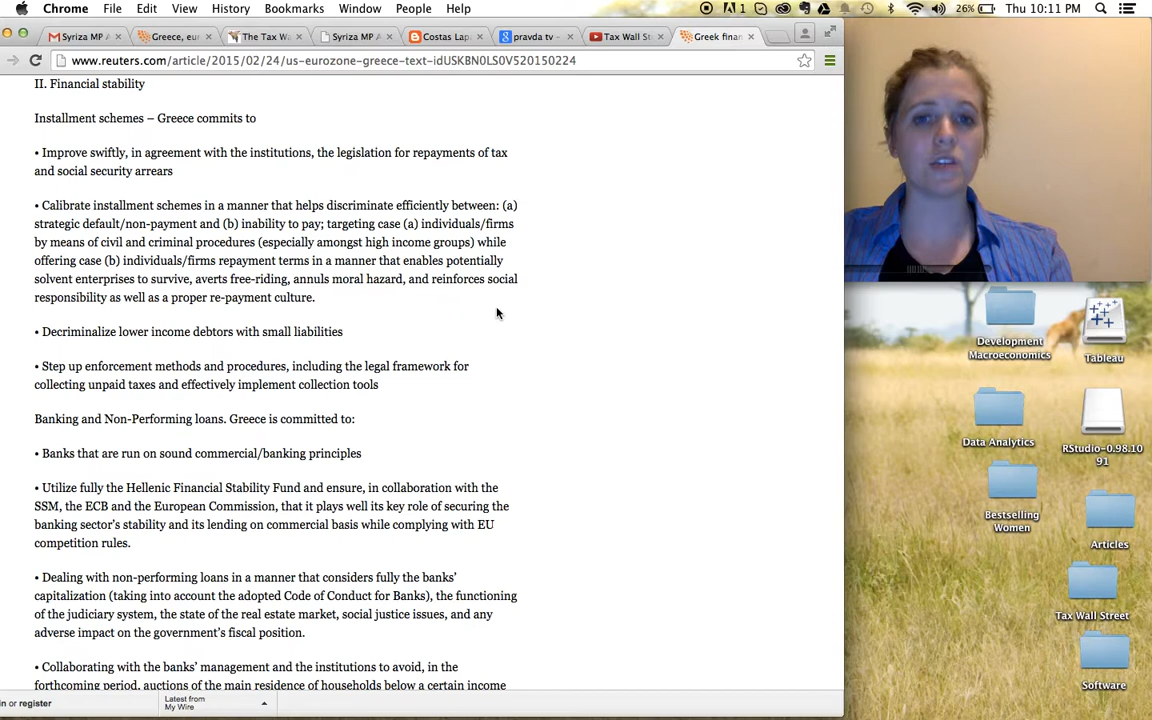 Chrome File Edit View History Bookmarks Window People Help 1 26% Thu 10:11 PM
Syriza MP A Greece, eur The Tax Wa Syriza MP A Costas Lapa pravda tv - Tax Wall St Greek finan
www.reuters.com/article/2015/02/24/us-eurozone-greece-text-idUSKBN0LS0V520150224
II. Financial stability
Installment schemes – Greece commits to
• Improve swiftly, in agreement with the institutions, the legislation for repayments of tax
and social security arrears
• Calibrate installment schemes in a manner that helps discriminate efficiently between: (a)
strategic default/non-payment and (b) inability to pay; targeting case (a) individuals/firms
by means of civil and criminal procedures (especially amongst high income groups) while
offering case (b) individuals/firms repayment terms in a manner that enables potentially
solvent enterprises to survive, averts free-riding, annuls moral hazard, and reinforces social
responsibility as well as a proper re-payment culture.
• Decriminalize lower income debtors with small liabilities
• Step up enforcement methods and procedures, including the legal framework for
collecting unpaid taxes and effectively implement collection tools
Banking and Non-Performing loans. Greece is committed to:
• Banks that are run on sound commercial/banking principles
• Utilize fully the Hellenic Financial Stability Fund and ensure, in collaboration with the
SSM, the ECB and the European Commission, that it plays well its key role of securing the
banking sector's stability and its lending on commercial basis while complying with EU
competition rules.
• Dealing with non-performing loans in a manner that considers fully the banks'
capitalization (taking into account the adopted Code of Conduct for Banks), the functioning
of the judiciary system, the state of the real estate market, social justice issues, and any
adverse impact on the government's fiscal position.
• Collaborating with the banks' management and the institutions to avoid, in the
forthcoming period, auctions of the main residence of households below a certain income
in or register
Latest from
My Wire
Development
Macroeconomics
Tableau
Data Analytics
RStudio-0.98.10
91
Bestselling
Women
Articles
Tax Wall Street
Software